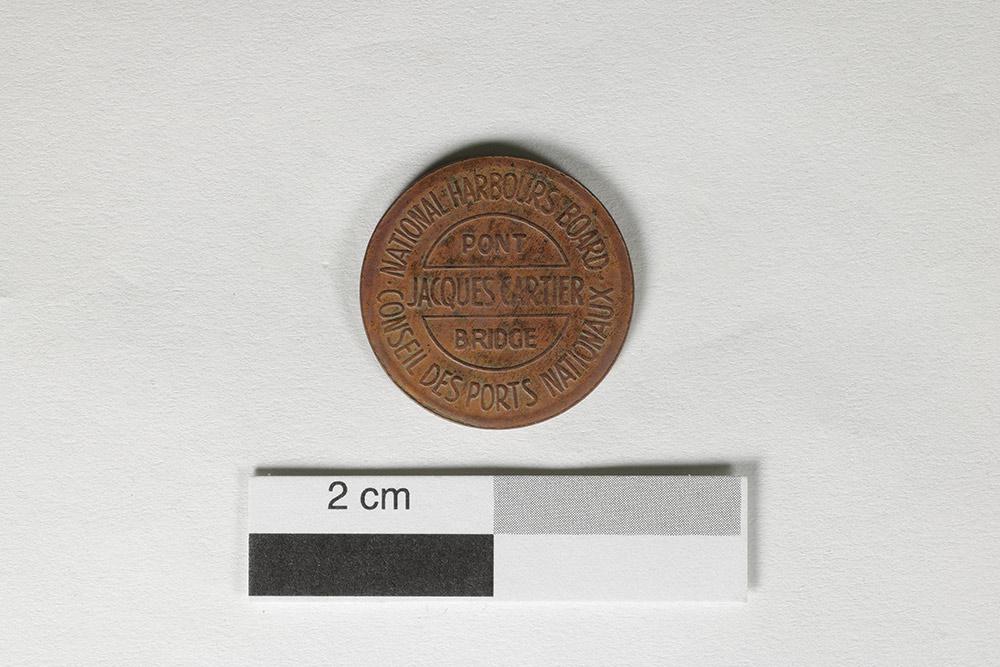 · NATIONAL HARBOURS BOARD ·
PONT
JACQUES CARTIER
BRIDGE
CONSEIL DES PORTS NATIONAUX
2 cm